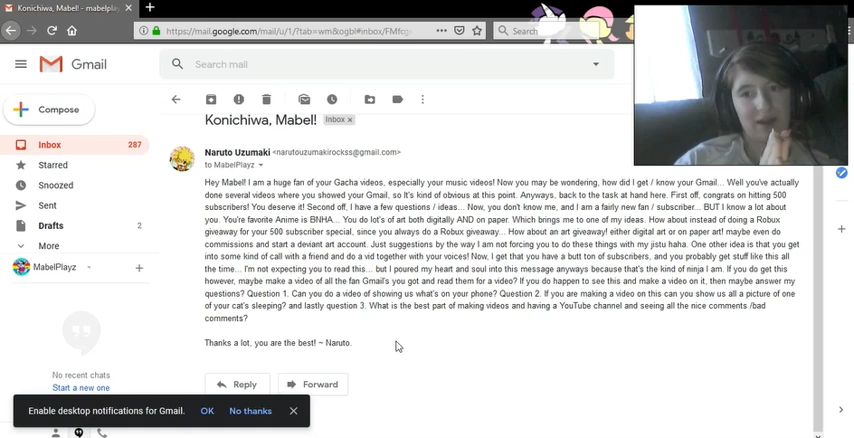 Konichiwa, Mabel! - mabelplay
https://mail.google.com/mail/u/1/?tab=wm&ogbl#inbox/FMfcg
Search
Gmail
Search mail
Compose
Inbox 287
Starred
Snoozed
Sent
Drafts 2
More
MabelPlayz
No recent chats
Start a new one
Konichiwa, Mabel! Inbox x
Naruto Uzumaki <narutouzumakirockss@gmail.com>
to MabelPlayz
Hey Mabel! I am a huge fan of your Gacha videos, especially your music videos! Now you may be wondering, how did I get / know your Gmail... Well you've actually
done several videos where you showed your Gmail, so It's kind of obvious at this point. Anyways, back to the task at hand here. First off, congrats on hitting 500
subscribers! You deserve it! Second off, I have a few questions / ideas... Now, you don't know me, and I am a fairly new fan / subscriber... BUT I know a lot about
you. You're favorite Anime is BNHA... You do lot's of art both digitally AND on paper. Which brings me to one of my ideas. How about instead of doing a Robux
giveaway for your 500 subscriber special, since you always do a Robux giveaway... How about an art giveaway! either digital art or on paper art! maybe even do
commissions and start a deviant art account. Just suggestions by the way I am not forcing you to do these things with my jistu haha. One other idea is that you get
into some kind of call with a friend and do a vid together with your voices! Now, I get that you have a butt ton of subscribers, and you probably get stuff like this all
the time... I'm not expecting you to read this... but I poured my heart and soul into this message anyways because that's the kind of ninja I am. If you do get this
however, maybe make a video of all the fan Gmail's you got and read them for a video? If you do happen to see this and make a video on it, then maybe answer my
questions? Question 1. Can you do a video of showing us what's on your phone? Question 2. If you are making a video on this can you show us all a picture of one
of your cat's sleeping? and lastly question 3. What is the best part of making videos and having a YouTube channel and seeing all the nice comments /bad
comments?
Thanks a lot, you are the best! ~ Naruto.
Reply
Forward
Enable desktop notifications for Gmail. OK No thanks